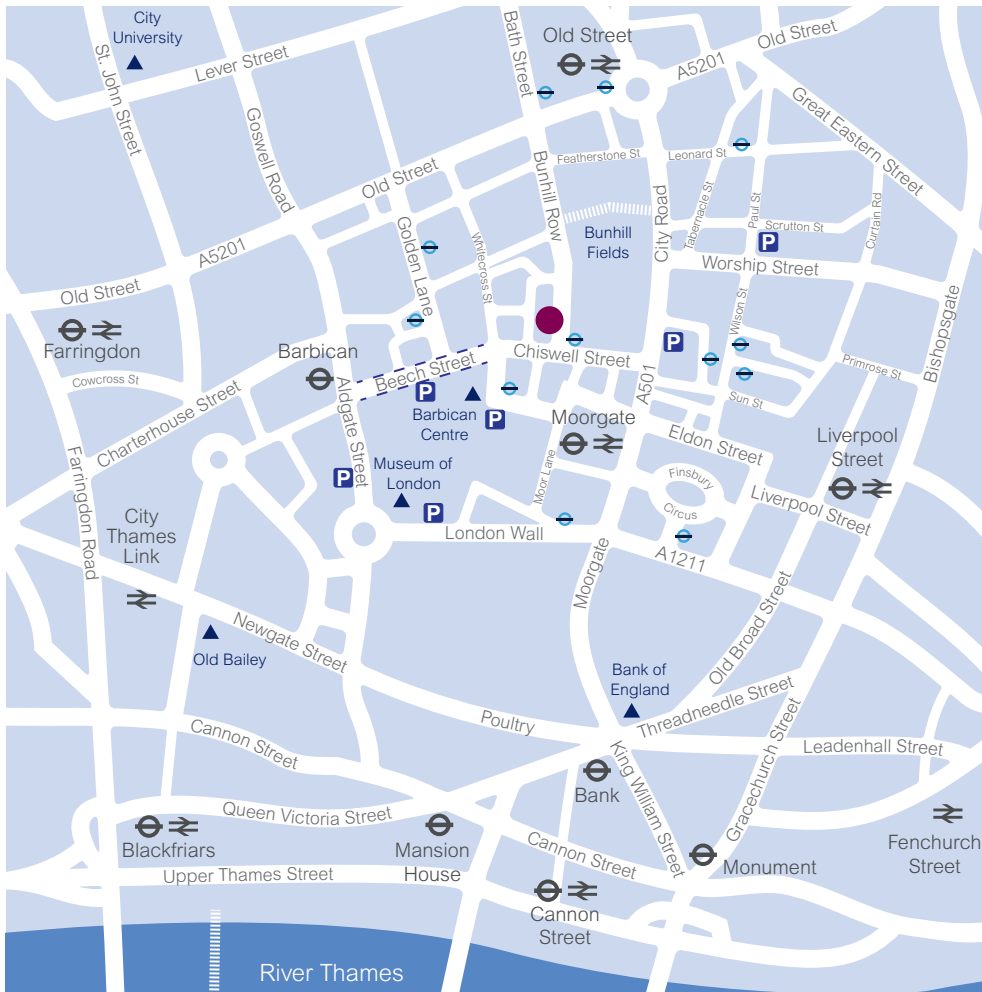 City
University
Bath Street
Old Street
Old Street
St. John Street
Lever Street
A5201
Great Eastern Street
Goswell Road
Bunhill Row
Featherstone St
Leonard St
Old Street
City Road
Tabernacle St
Paul St
Curtain Rd
Golden Lane
Whitecross St
Bunhill
Fields
Scrutton St
P
A5201
Worship Street
Old Street
Wilson St
Bishopsgate
Farringdon
Barbican
Chiswell Street
P
Primrose St
Cowcross St
Beech Street
A501
Charterhouse Street
Aldgate Street
P
Barbican
Centre
P
Sun St
Moorgate
Eldon Street
Liverpool
Street
Farringdon Road
Museum of
London
P
P
Moor Lane
Finsbury
Circus
Liverpool Street
City
Thames
Link
London Wall
A1211
Moorgate
Old Broad Street
Newgate Street
Old Bailey
Bank of
England
Threadneedle Street
Cannon Street
Poultry
Leadenhall Street
King William Street
Gracechurch Street
Bank
Queen Victoria Street
Blackfriars
Mansion
House
Cannon Street
Monument
Fenchurch
Street
Upper Thames Street
Cannon
Street
River Thames